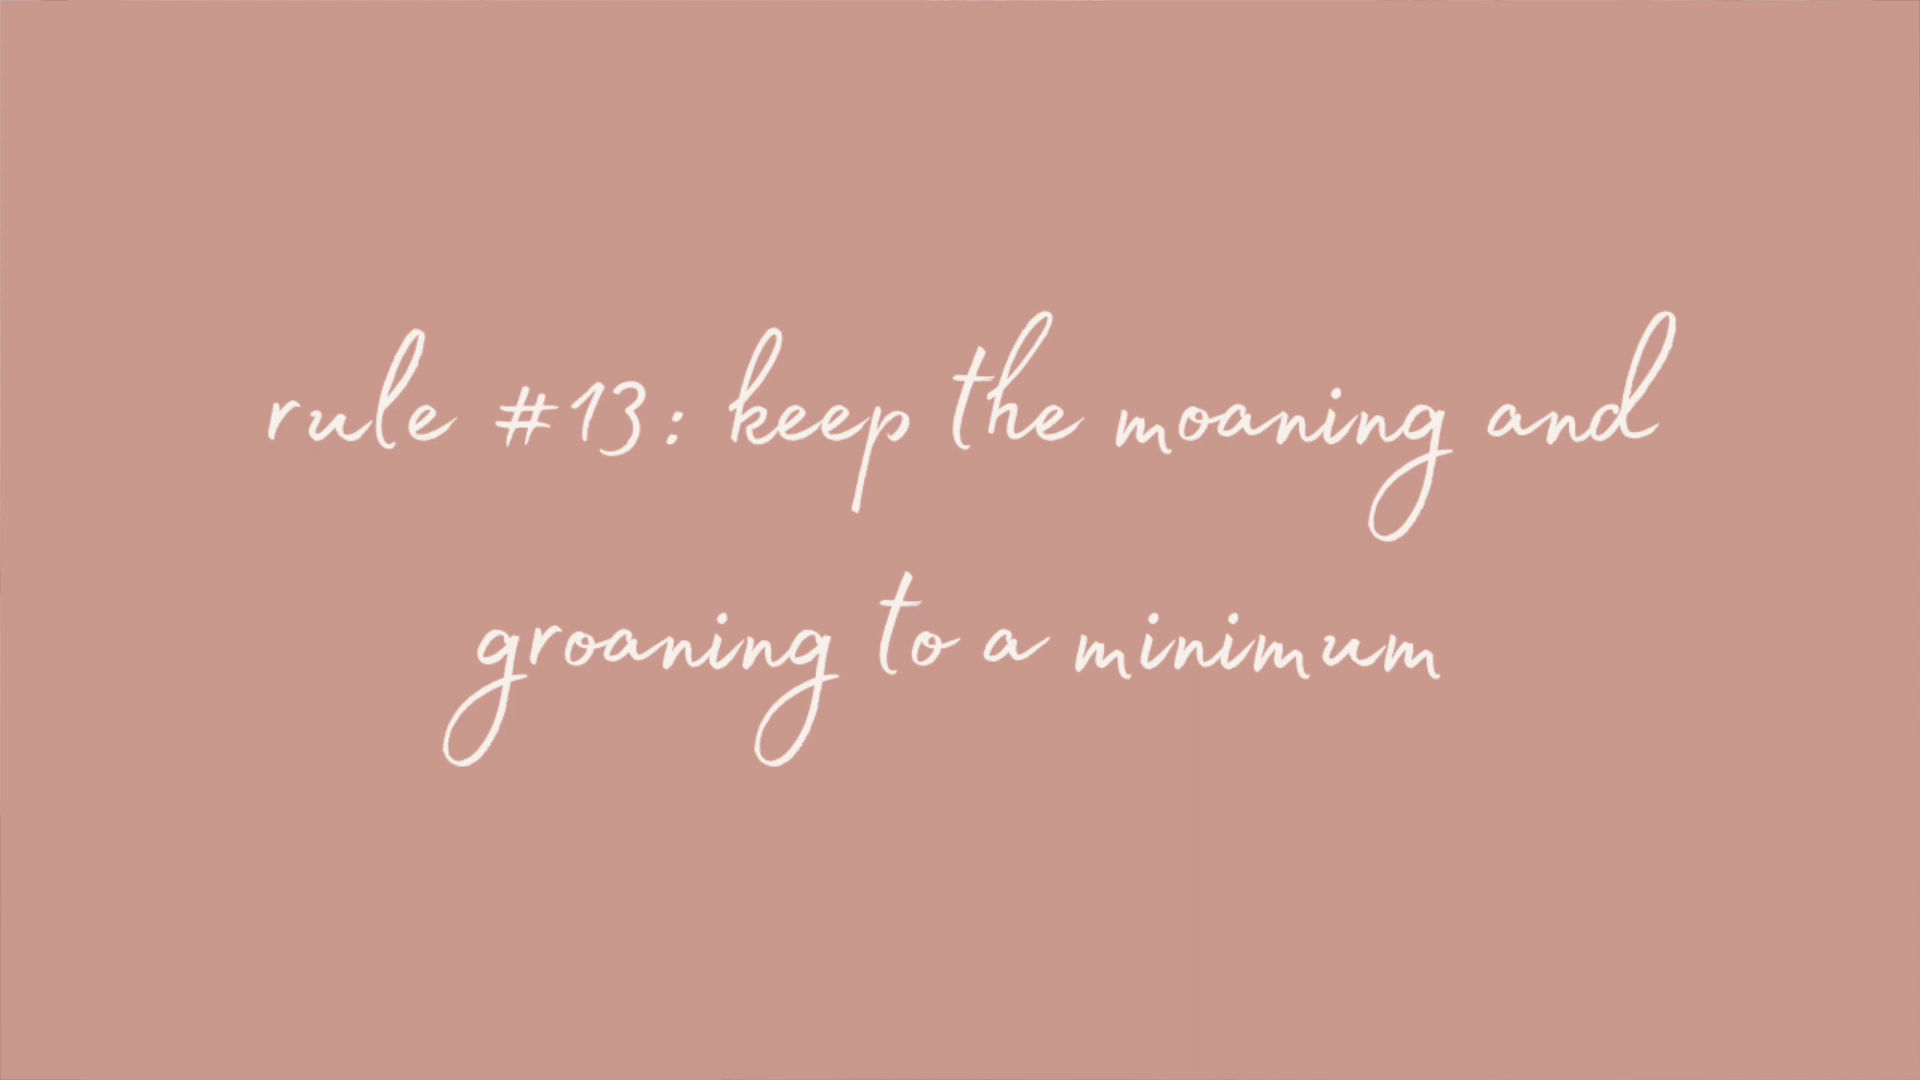 rule #13: keep the moaning and
groaning to a minimum